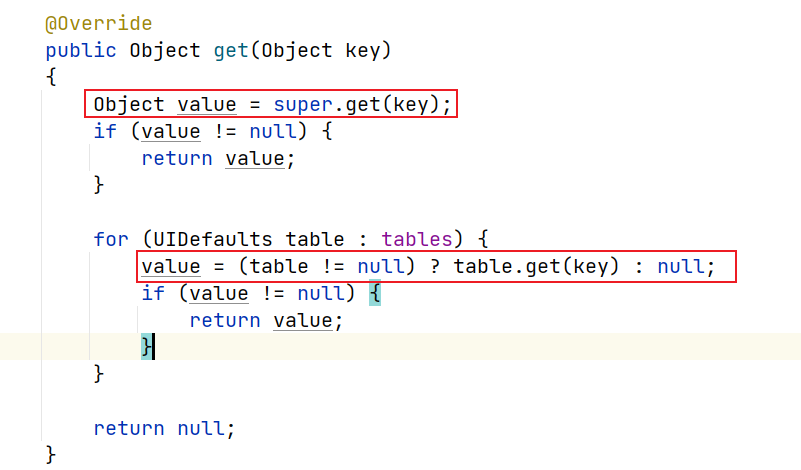 @Override
public Object get(Object key)
{
Object value = super.get(key);
if (value != null) {
return value;
}
for (UIDefaults table : tables) {
value = (table != null) ? table.get(key) : null;
if (value != null) {
return value;
}
}
return null;
}